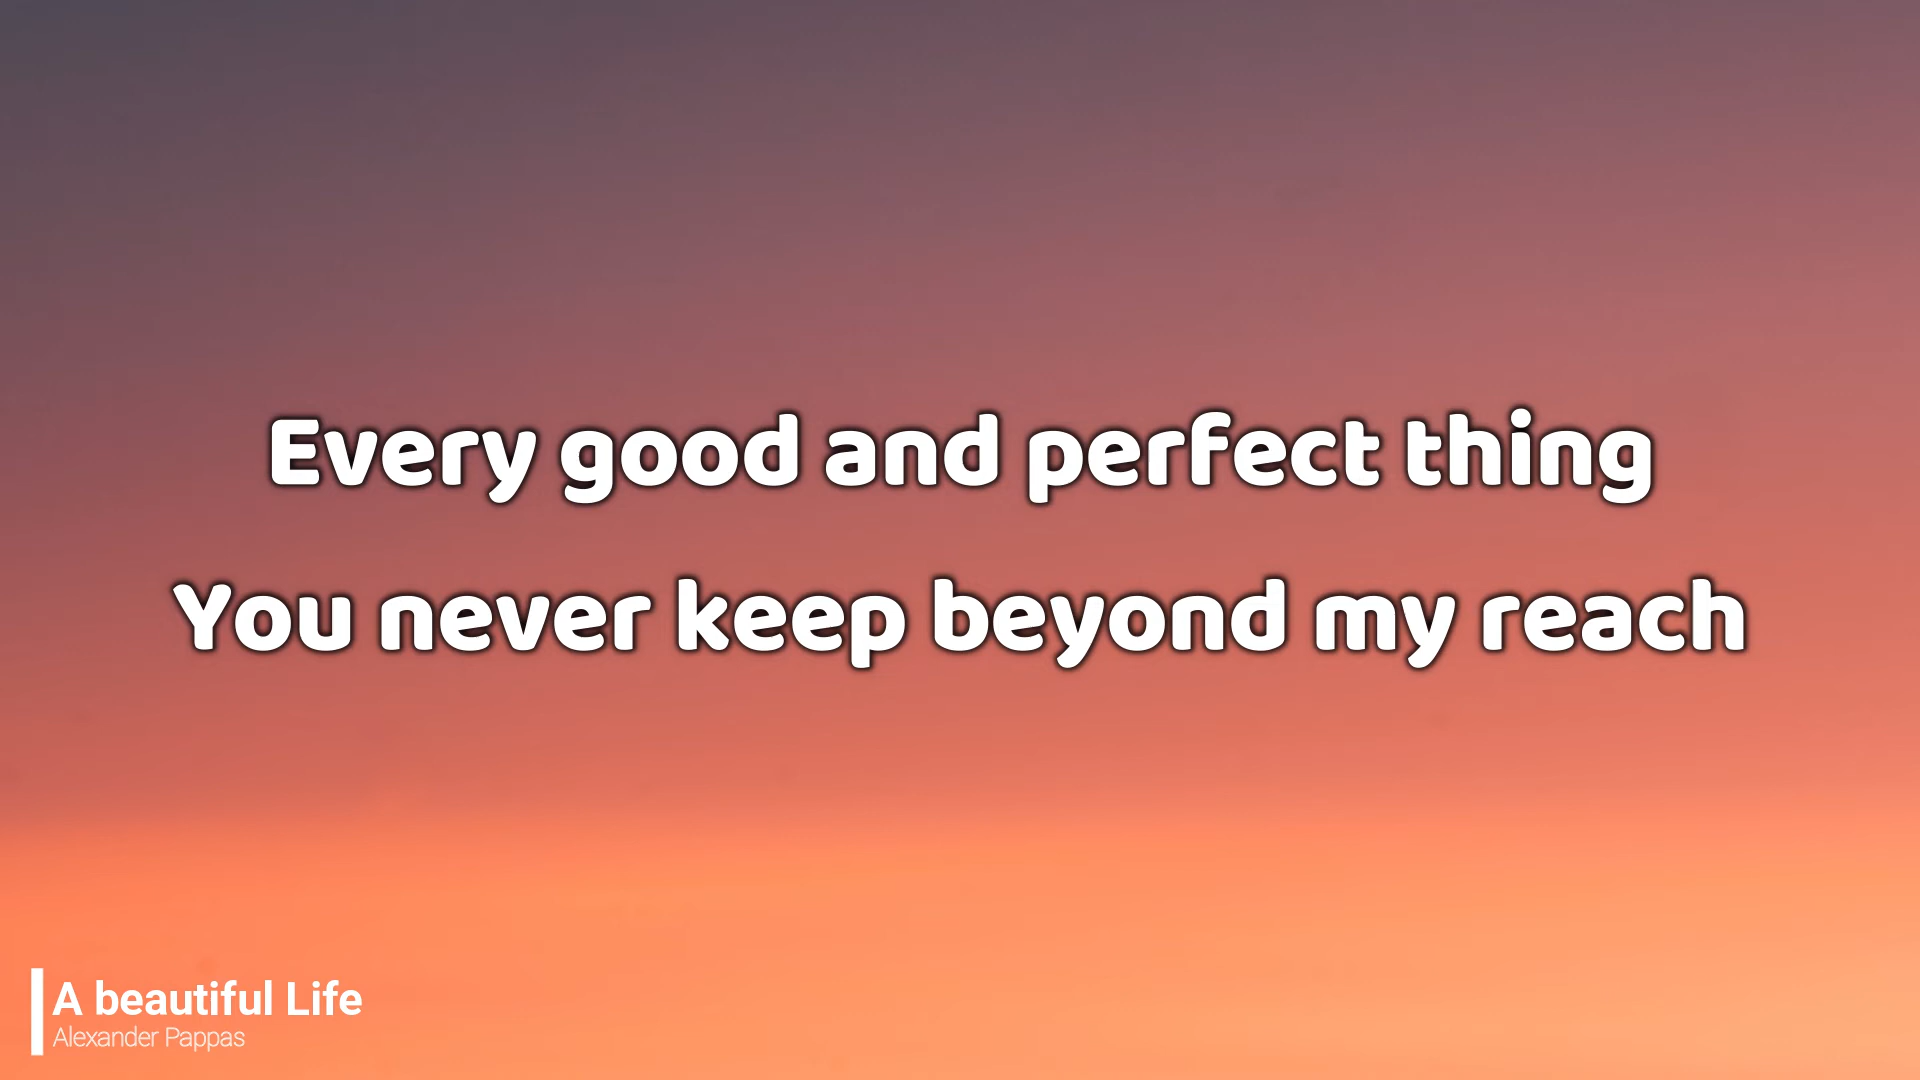 Every good and perfect thing
You never keep beyond my reach
A beautiful Life
Alexander Pappas